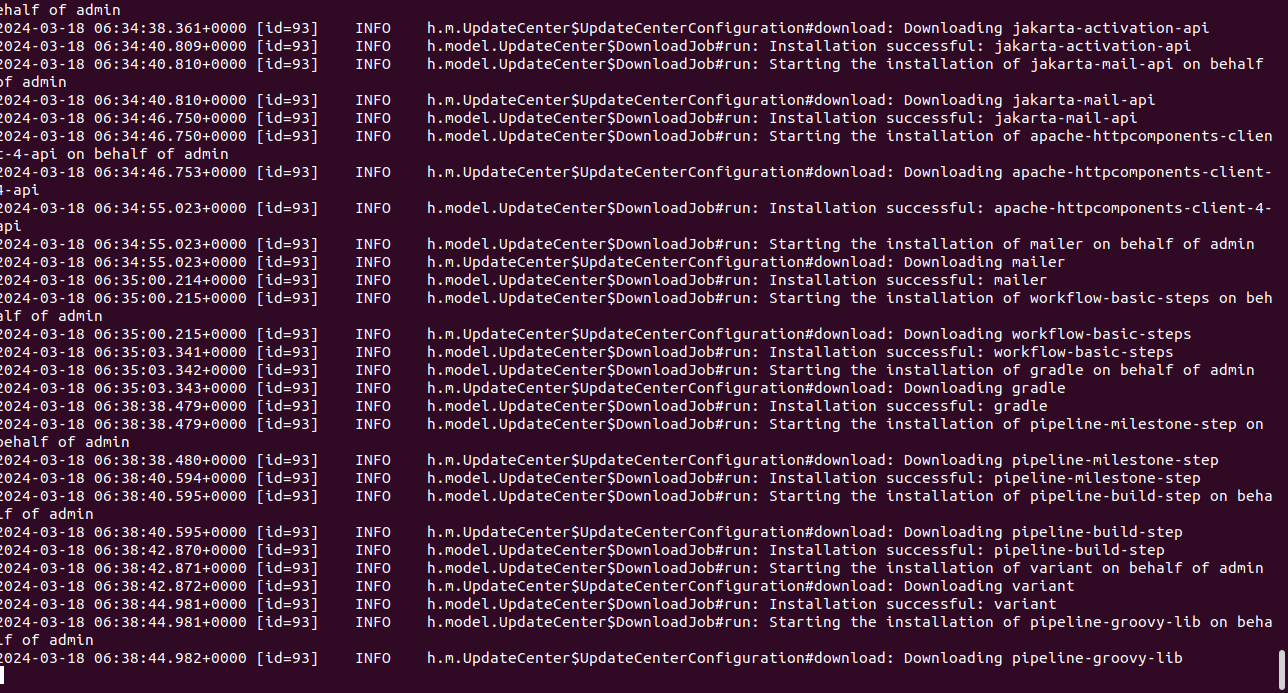 ehalf of admin
2024-03-18 06:34:38.361+0000 [id=93]    INFO    h.m.UpdateCenter$UpdateCenterConfiguration#download: Downloading jakarta-activation-api
2024-03-18 06:34:40.809+0000 [id=93]    INFO    h.model.UpdateCenter$DownloadJob#run: Installation successful: jakarta-activation-api
2024-03-18 06:34:40.810+0000 [id=93]    INFO    h.model.UpdateCenter$DownloadJob#run: Starting the installation of jakarta-mail-api on behalf
of admin
2024-03-18 06:34:40.810+0000 [id=93]    INFO    h.m.UpdateCenter$UpdateCenterConfiguration#download: Downloading jakarta-mail-api
2024-03-18 06:34:46.750+0000 [id=93]    INFO    h.model.UpdateCenter$DownloadJob#run: Installation successful: jakarta-mail-api
2024-03-18 06:34:46.750+0000 [id=93]    INFO    h.model.UpdateCenter$DownloadJob#run: Starting the installation of apache-httpcomponents-clien
t-4-api on behalf of admin
2024-03-18 06:34:46.753+0000 [id=93]    INFO    h.m.UpdateCenter$UpdateCenterConfiguration#download: Downloading apache-httpcomponents-client-
4-api
2024-03-18 06:34:55.023+0000 [id=93]    INFO    h.model.UpdateCenter$DownloadJob#run: Installation successful: apache-httpcomponents-client-4-
api
2024-03-18 06:34:55.023+0000 [id=93]    INFO    h.model.UpdateCenter$DownloadJob#run: Starting the installation of mailer on behalf of admin
2024-03-18 06:34:55.023+0000 [id=93]    INFO    h.m.UpdateCenter$UpdateCenterConfiguration#download: Downloading mailer
2024-03-18 06:35:00.214+0000 [id=93]    INFO    h.model.UpdateCenter$DownloadJob#run: Installation successful: mailer
2024-03-18 06:35:00.215+0000 [id=93]    INFO    h.model.UpdateCenter$DownloadJob#run: Starting the installation of workflow-basic-steps on beh
alf of admin
2024-03-18 06:35:00.215+0000 [id=93]    INFO    h.m.UpdateCenter$UpdateCenterConfiguration#download: Downloading workflow-basic-steps
2024-03-18 06:35:03.341+0000 [id=93]    INFO    h.model.UpdateCenter$DownloadJob#run: Installation successful: workflow-basic-steps
2024-03-18 06:35:03.342+0000 [id=93]    INFO    h.model.UpdateCenter$DownloadJob#run: Starting the installation of gradle on behalf of admin
2024-03-18 06:35:03.343+0000 [id=93]    INFO    h.m.UpdateCenter$UpdateCenterConfiguration#download: Downloading gradle
2024-03-18 06:38:38.479+0000 [id=93]    INFO    h.model.UpdateCenter$DownloadJob#run: Installation successful: gradle
2024-03-18 06:38:38.479+0000 [id=93]    INFO    h.model.UpdateCenter$DownloadJob#run: Starting the installation of pipeline-milestone-step on
behalf of admin
2024-03-18 06:38:38.480+0000 [id=93]    INFO    h.m.UpdateCenter$UpdateCenterConfiguration#download: Downloading pipeline-milestone-step
2024-03-18 06:38:40.594+0000 [id=93]    INFO    h.model.UpdateCenter$DownloadJob#run: Installation successful: pipeline-milestone-step
2024-03-18 06:38:40.595+0000 [id=93]    INFO    h.model.UpdateCenter$DownloadJob#run: Starting the installation of pipeline-build-step on beha
lf of admin
2024-03-18 06:38:40.595+0000 [id=93]    INFO    h.m.UpdateCenter$UpdateCenterConfiguration#download: Downloading pipeline-build-step
2024-03-18 06:38:42.870+0000 [id=93]    INFO    h.model.UpdateCenter$DownloadJob#run: Installation successful: pipeline-build-step
2024-03-18 06:38:42.871+0000 [id=93]    INFO    h.model.UpdateCenter$DownloadJob#run: Starting the installation of variant on behalf of admin
2024-03-18 06:38:42.872+0000 [id=93]    INFO    h.m.UpdateCenter$UpdateCenterConfiguration#download: Downloading variant
2024-03-18 06:38:44.981+0000 [id=93]    INFO    h.model.UpdateCenter$DownloadJob#run: Installation successful: variant
2024-03-18 06:38:44.981+0000 [id=93]    INFO    h.model.UpdateCenter$DownloadJob#run: Starting the installation of pipeline-groovy-lib on beha
lf of admin
2024-03-18 06:38:44.982+0000 [id=93]    INFO    h.m.UpdateCenter$UpdateCenterConfiguration#download: Downloading pipeline-groovy-lib